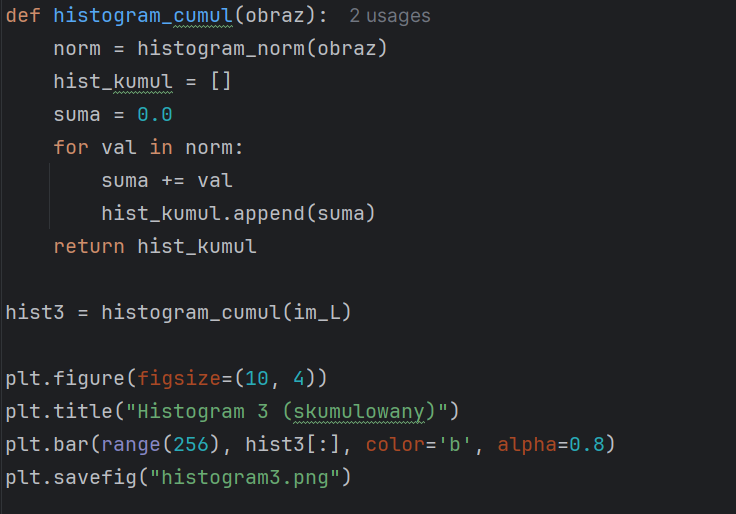 def histogram_cumul(obraz): 2 usages
    norm = histogram_norm(obraz)
    hist_kumul = []
    suma = 0.0
    for val in norm:
        suma += val
        hist_kumul.append(suma)
    return hist_kumul
hist3 = histogram_cumul(im_L)
plt.figure(figsize=(10, 4))
plt.title("Histogram 3 (skumulowany)")
plt.bar(range(256), hist3[:], color='b', alpha=0.8)
plt.savefig("histogram3.png")